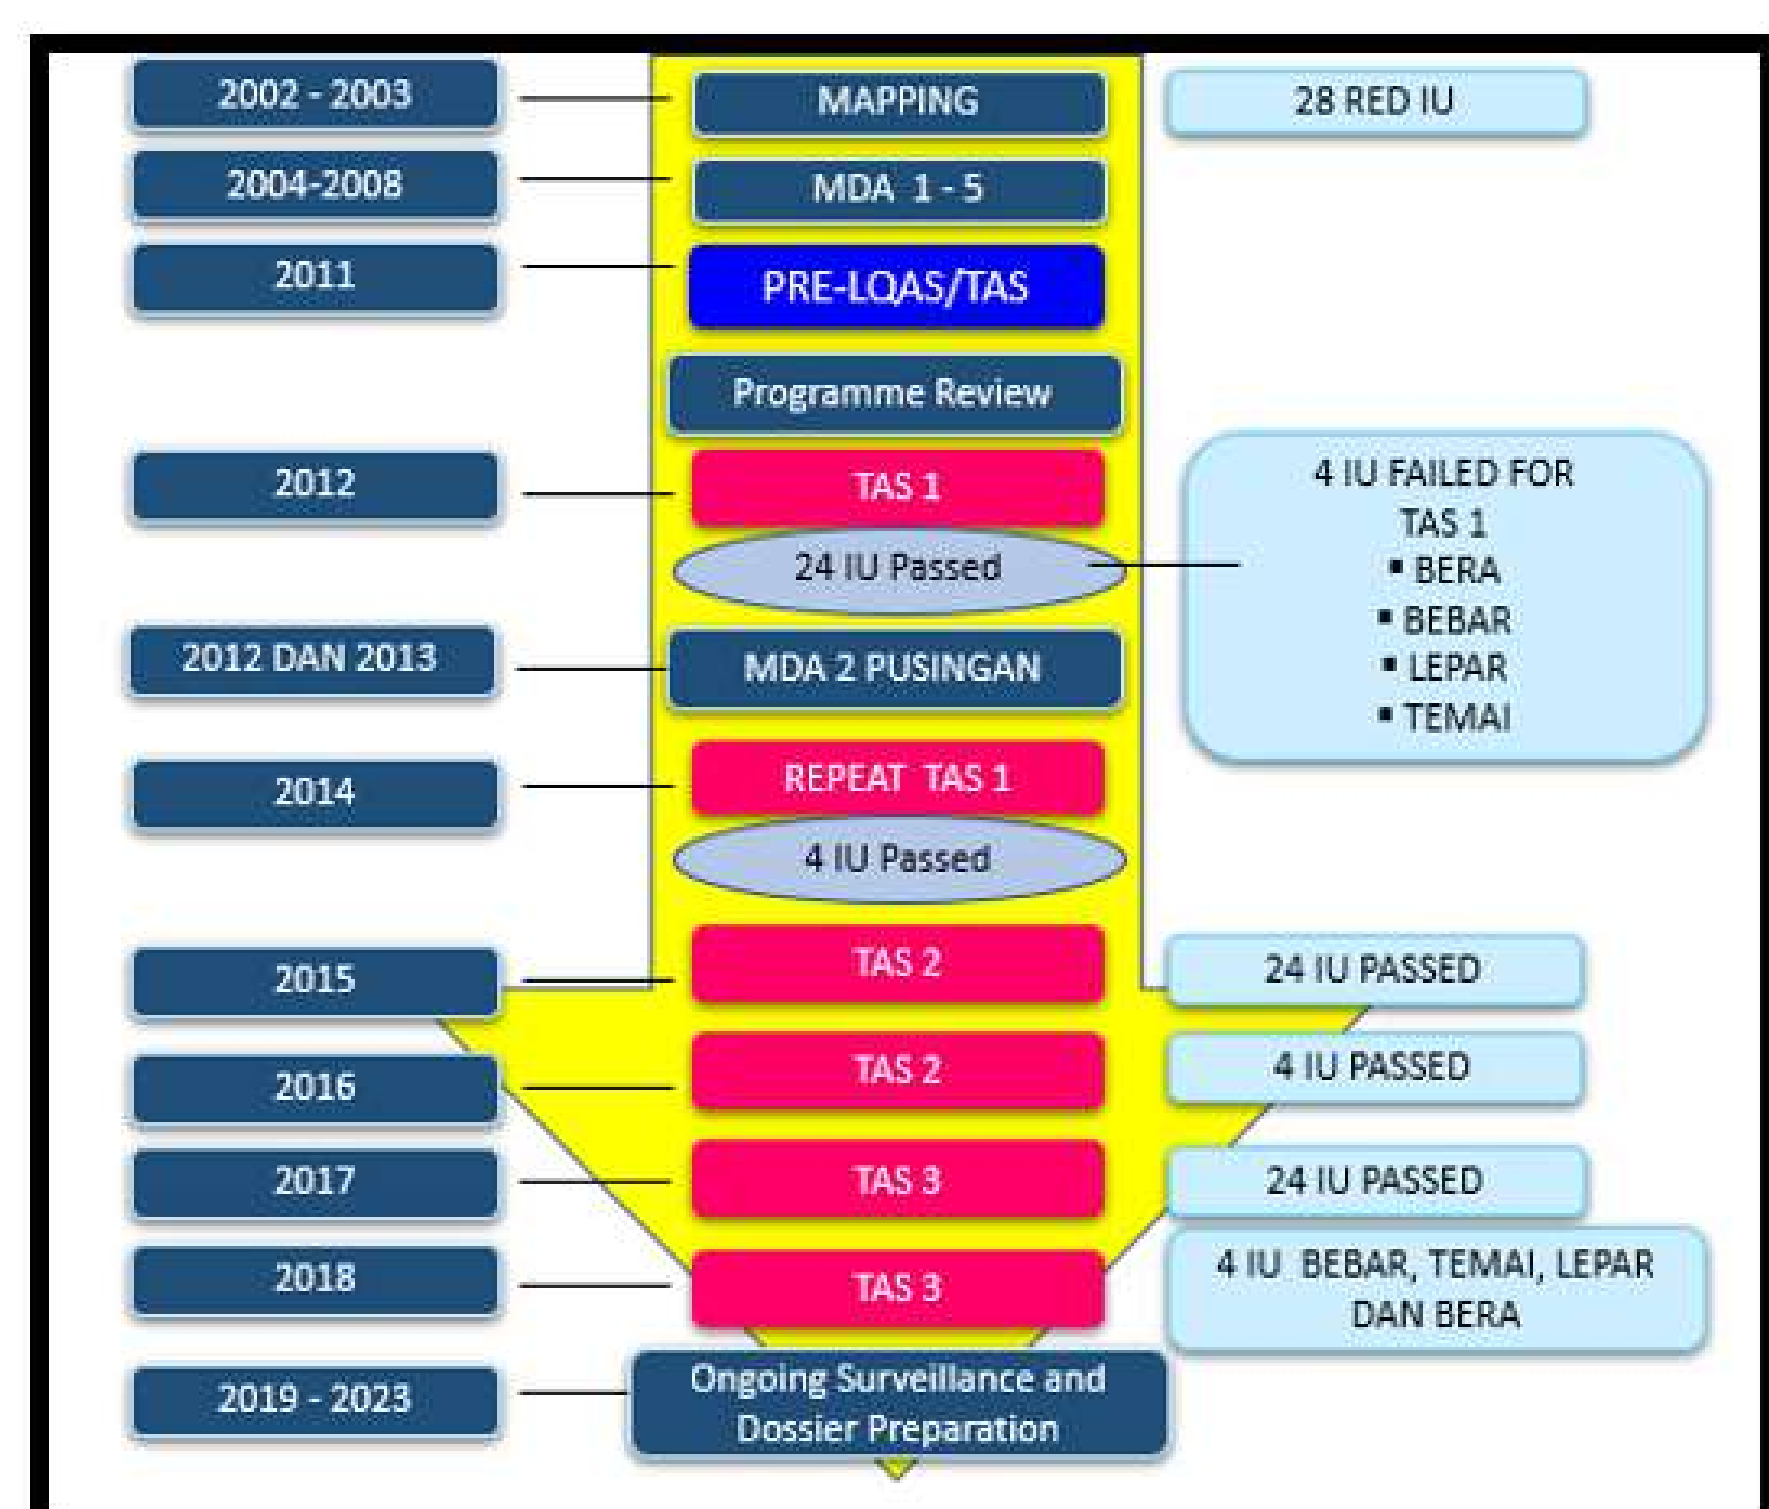 2002 - 2003
MAPPING
28 RED IU
2004-2008
MDA 1 - 5
2011
PRE-LQAS/TAS
Programme Review
2012
TAS 1
24 IU Passed
4 IU FAILED FOR
TAS 1
▪ BERA
▪ BEBAR
▪ LEPAR
▪ TEMAI
2012 DAN 2013
MDA 2 PUSINGAN
2014
REPEAT TAS 1
4 IU Passed
2015
TAS 2
24 IU PASSED
2016
TAS 2
4 IU PASSED
2017
TAS 3
24 IU PASSED
2018
TAS 3
4 IU BEBAR, TEMAI, LEPAR
DAN BERA
2019 - 2023
Ongoing Surveillance and
Dossier Preparation